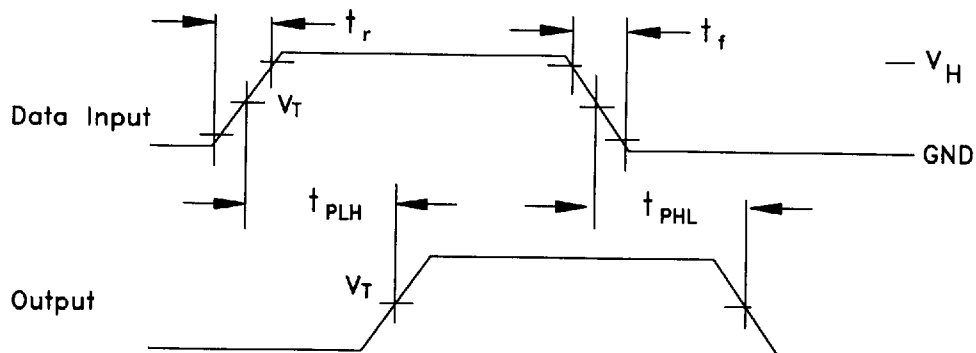 t_r
t_f
V_H
V_T
Data Input
GND
t_PLH
t_PHL
V_T
Output